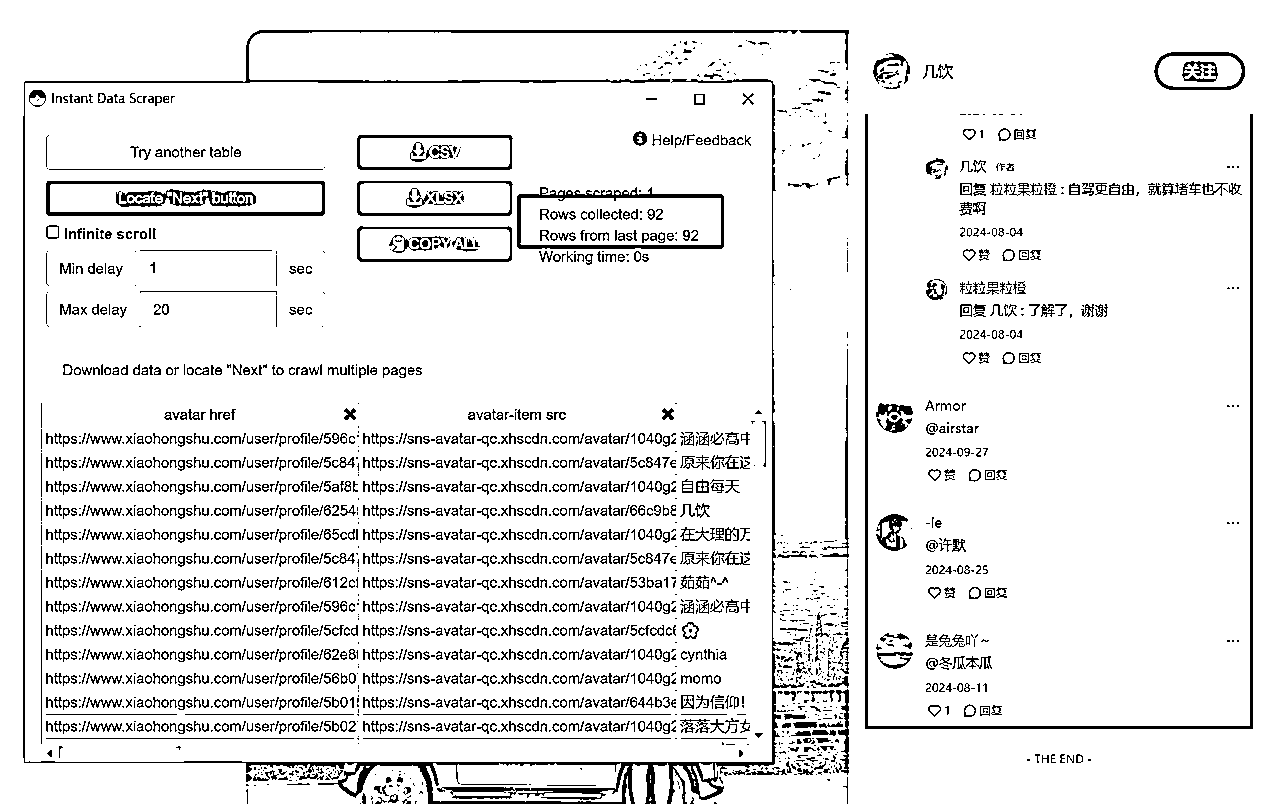 Instant Data Scraper
Try another table
Locate "Next" button
Infinite scroll
Min delay 1 sec
Max delay 20 sec
CSV
XLSX
COPY ALL
Help/Feedback
Pages scraped: 1
Rows collected: 92
Rows from last page: 92
Working time: 0s
Download data or locate "Next" to crawl multiple pages
avatar href avatar-item src
https://www.xiaohongshu.com/user/profile/596c https://sns-avatar-qc.xhscdn.com/avatar/1040g2 涵涵必高中
https://www.xiaohongshu.com/user/profile/5c847 https://sns-avatar-qc.xhscdn.com/avatar/5c847e 原来你在这
https://www.xiaohongshu.com/user/profile/5af8b https://sns-avatar-qc.xhscdn.com/avatar/1040g2 自由每天
https://www.xiaohongshu.com/user/profile/6254 https://sns-avatar-qc.xhscdn.com/avatar/66c9b8 几饮
https://www.xiaohongshu.com/user/profile/65cd https://sns-avatar-qc.xhscdn.com/avatar/1040g2 在大理的万
https://www.xiaohongshu.com/user/profile/5c847 https://sns-avatar-qc.xhscdn.com/avatar/5c847e 原来你在这
https://www.xiaohongshu.com/user/profile/612c https://sns-avatar-qc.xhscdn.com/avatar/53ba17 茹茹^-^
https://www.xiaohongshu.com/user/profile/596c https://sns-avatar-qc.xhscdn.com/avatar/1040g2 涵涵必高中
https://www.xiaohongshu.com/user/profile/5cfcd https://sns-avatar-qc.xhscdn.com/avatar/5cfcdc
https://www.xiaohongshu.com/user/profile/62e8 https://sns-avatar-qc.xhscdn.com/avatar/1040g2 cynthia
https://www.xiaohongshu.com/user/profile/56b0 https://sns-avatar-qc.xhscdn.com/avatar/1040g2 momo
https://www.xiaohongshu.com/user/profile/5b01 https://sns-avatar-qc.xhscdn.com/avatar/644b3e 因为信仰!
https://www.xiaohongshu.com/user/profile/5b02 https://sns-avatar-qc.xhscdn.com/avatar/1040g2 落落大方女
几饮
关注
1 回复
几饮 作者
回复 粒粒果粒橙 : 自驾更自由，就算堵车也不收
费啊
2024-08-04
赞 回复
粒粒果粒橙
回复 几饮 : 了解了，谢谢
2024-08-04
赞 回复
Armor
@airstar
2024-09-27
赞 回复
-le
@许默
2024-08-25
赞 回复
是兔兔吖~
@冬瓜本瓜
2024-08-11
1 回复
- THE END -